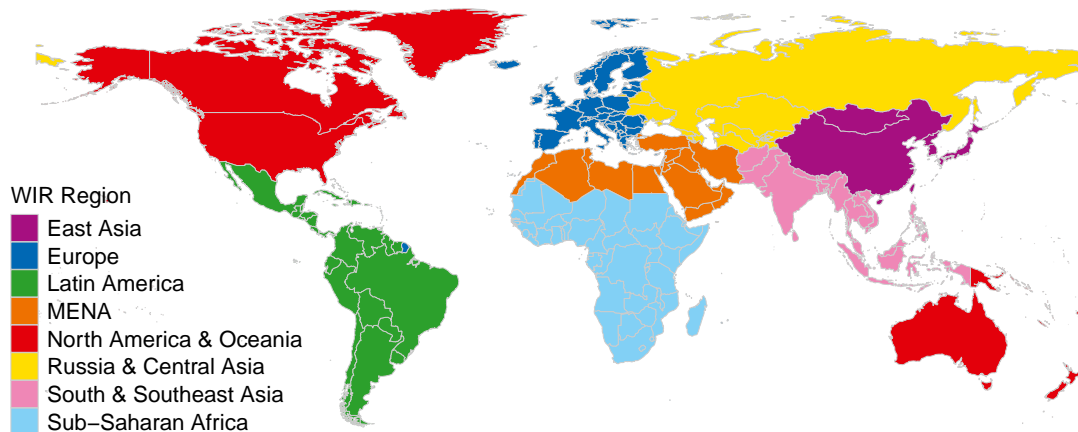 WIR Region
East Asia
Europe
Latin America
MENA
North America & Oceania
Russia & Central Asia
South & Southeast Asia
Sub−Saharan Africa